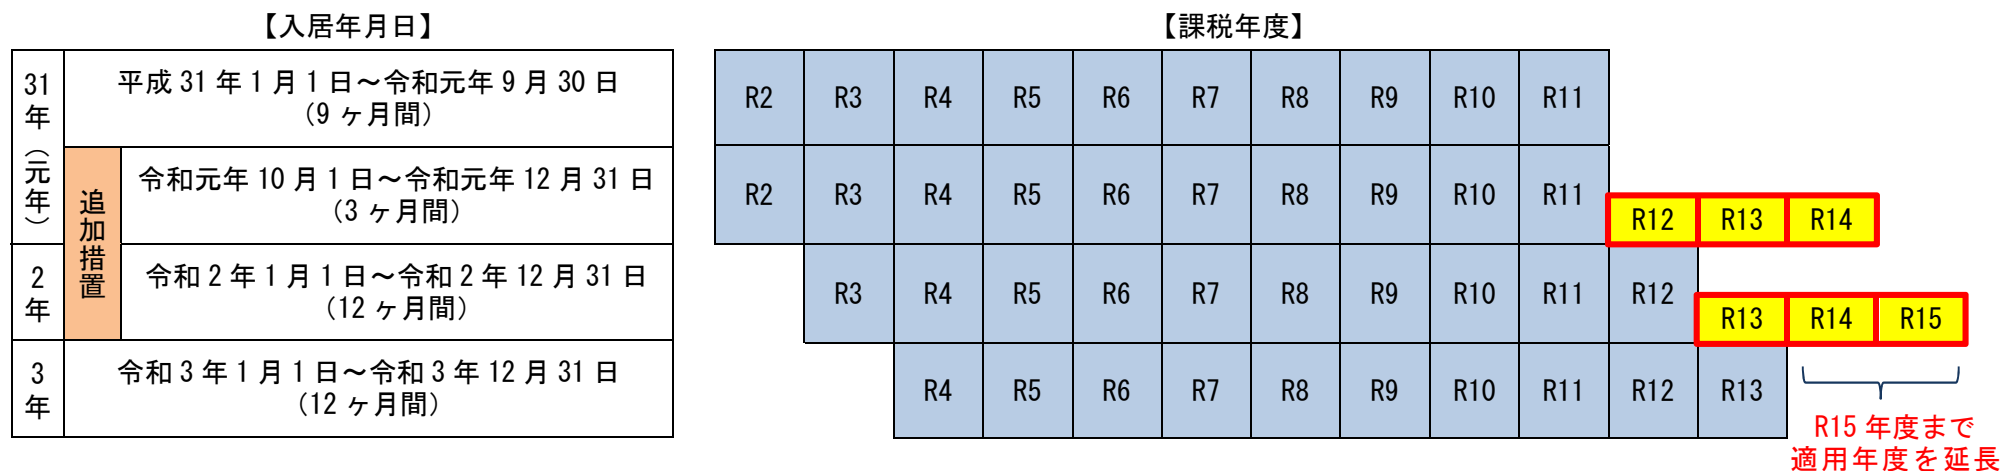 【入居年月日】
【課税年度】
31年（元年）
平成31年1月1日～令和元年9月30日
（9ヶ月間）
R2 R3 R4 R5 R6 R7 R8 R9 R10 R11
追加措置
令和元年10月1日～令和元年12月31日
（3ヶ月間）
R2 R3 R4 R5 R6 R7 R8 R9 R10 R11
R12 R13 R14
2年
令和2年1月1日～令和2年12月31日
（12ヶ月間）
R3 R4 R5 R6 R7 R8 R9 R10 R11 R12
R13 R14 R15
3年
令和3年1月1日～令和3年12月31日
（12ヶ月間）
R4 R5 R6 R7 R8 R9 R10 R11 R12 R13
R15年度まで
適用年度を延長